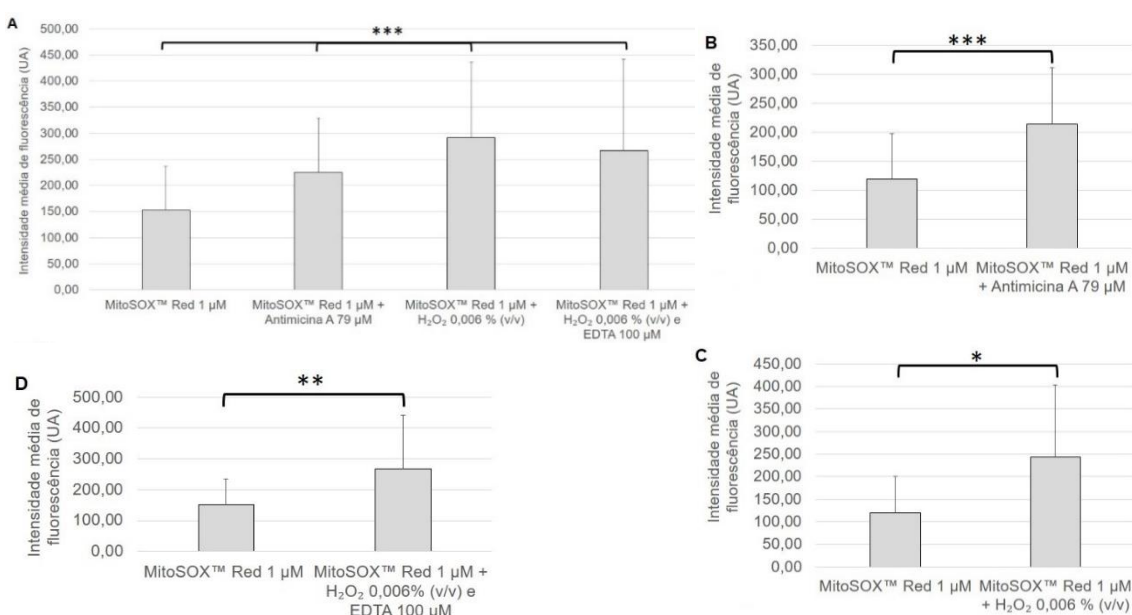 A
***
Intensidade média de fluorescência (UA)
500,00
450,00
400,00
350,00
300,00
250,00
200,00
150,00
100,00
50,00
0,00
MitoSOX™ Red 1 µM
MitoSOX™ Red 1 µM +
Antimicina A 79 µM
MitoSOX™ Red 1 µM +
H₂O₂ 0,006 % (v/v)
MitoSOX™ Red 1 µM +
H₂O₂ 0,006 % (v/v) e
EDTA 100 µM
B
***
Intensidade média de
fluorescência (UA)
350,00
300,00
250,00
200,00
150,00
100,00
50,00
0,00
MitoSOX™ Red 1 µM
MitoSOX™ Red 1 µM
+ Antimicina A 79 µM
D
**
Intensidade média de
fluorescência (UA)
500,00
400,00
300,00
200,00
100,00
0,00
MitoSOX™ Red 1 µM
MitoSOX™ Red 1 µM +
H₂O₂ 0,006% (v/v) e
EDTA 100 µM
C
*
Intensidade média de
fluorescência (UA)
450,00
400,00
350,00
300,00
250,00
200,00
150,00
100,00
50,00
0,00
MitoSOX™ Red 1 µM
MitoSOX™ Red 1 µM
+ H₂O₂ 0,006 % (v/v)